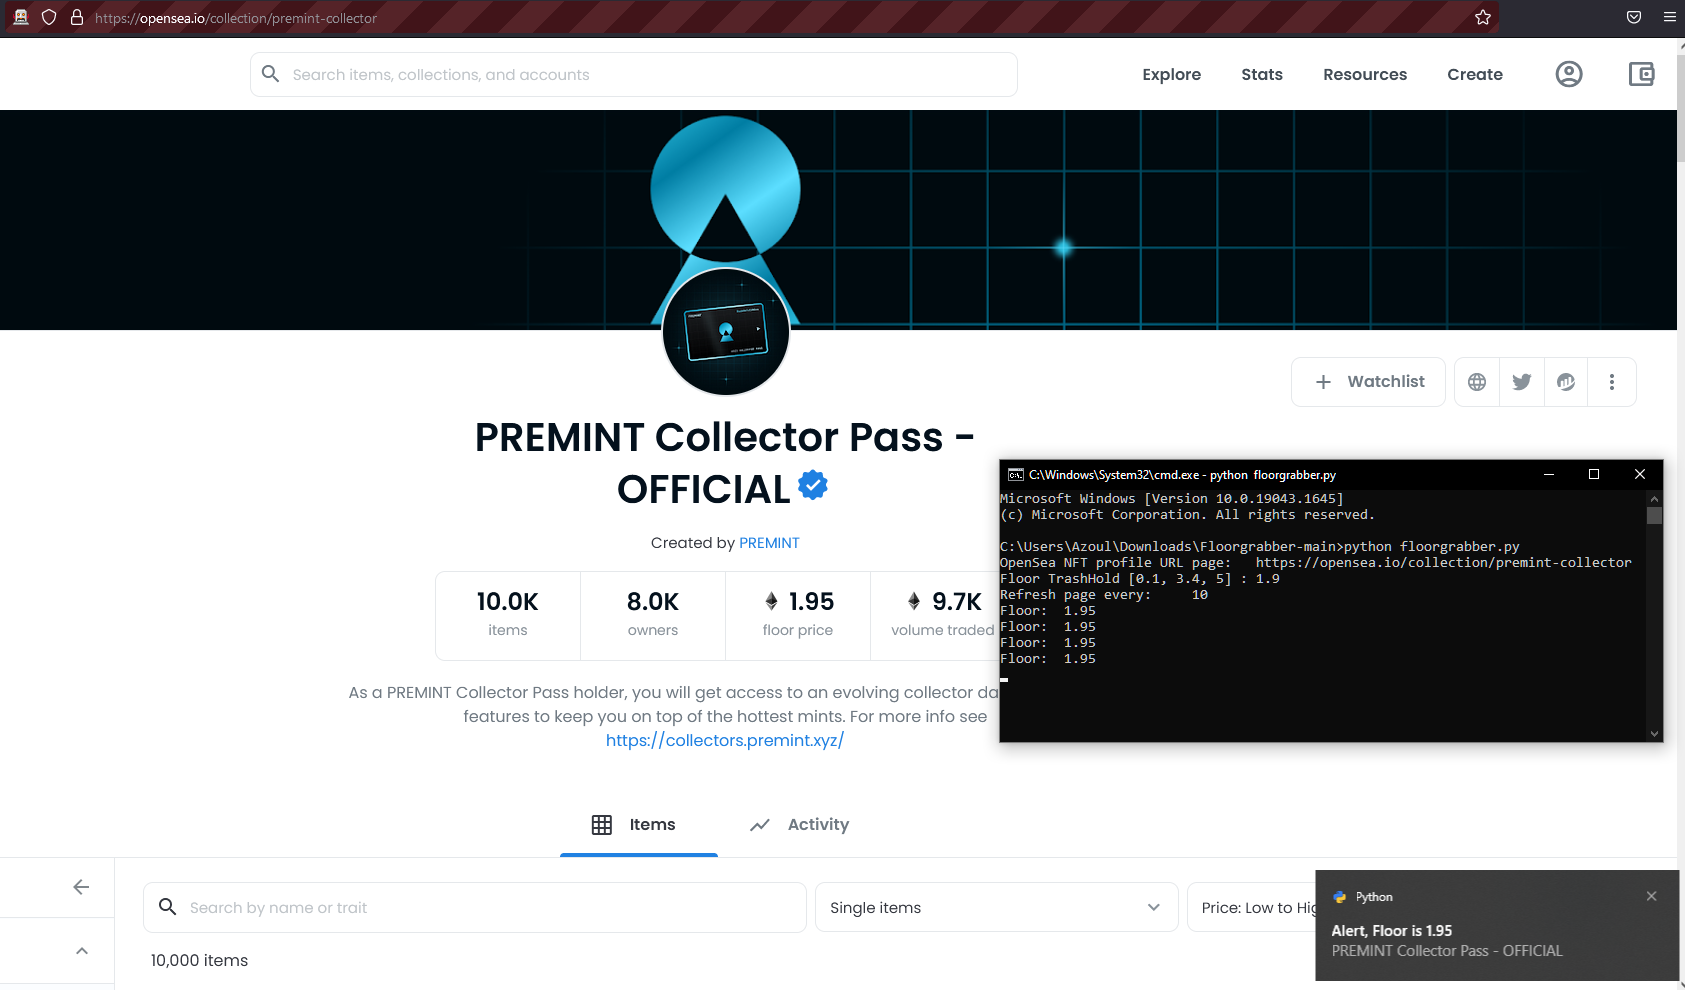 https://opensea.io/collection/premint-collector
Search items, collections, and accounts
Explore
Stats
Resources
Create
Watchlist
PREMINT Collector Pass -
OFFICIAL
Created by PREMINT
10.0K
items
8.0K
owners
1.95
floor price
9.7K
volume traded
As a PREMINT Collector Pass holder, you will get access to an evolving collector da
features to keep you on top of the hottest mints. For more info see
https://collectors.premint.xyz/
C:\Windows\System32\cmd.exe - python floorgrabber.py
Microsoft Windows [Version 10.0.19043.1645]
(c) Microsoft Corporation. All rights reserved.
C:\Users\Azoul\Downloads\Floorgrabber-main>python floorgrabber.py
OpenSea NFT profile URL page:   https://opensea.io/collection/premint-collector
Floor TrashHold [0.1, 3.4, 5] : 1.9
Refresh page every:     10
Floor:  1.95
Floor:  1.95
Floor:  1.95
Floor:  1.95
Items
Activity
Search by name or trait
Single items
Price: Low to Hig
10,000 items
Python
Alert, Floor is 1.95
PREMINT Collector Pass - OFFICIAL